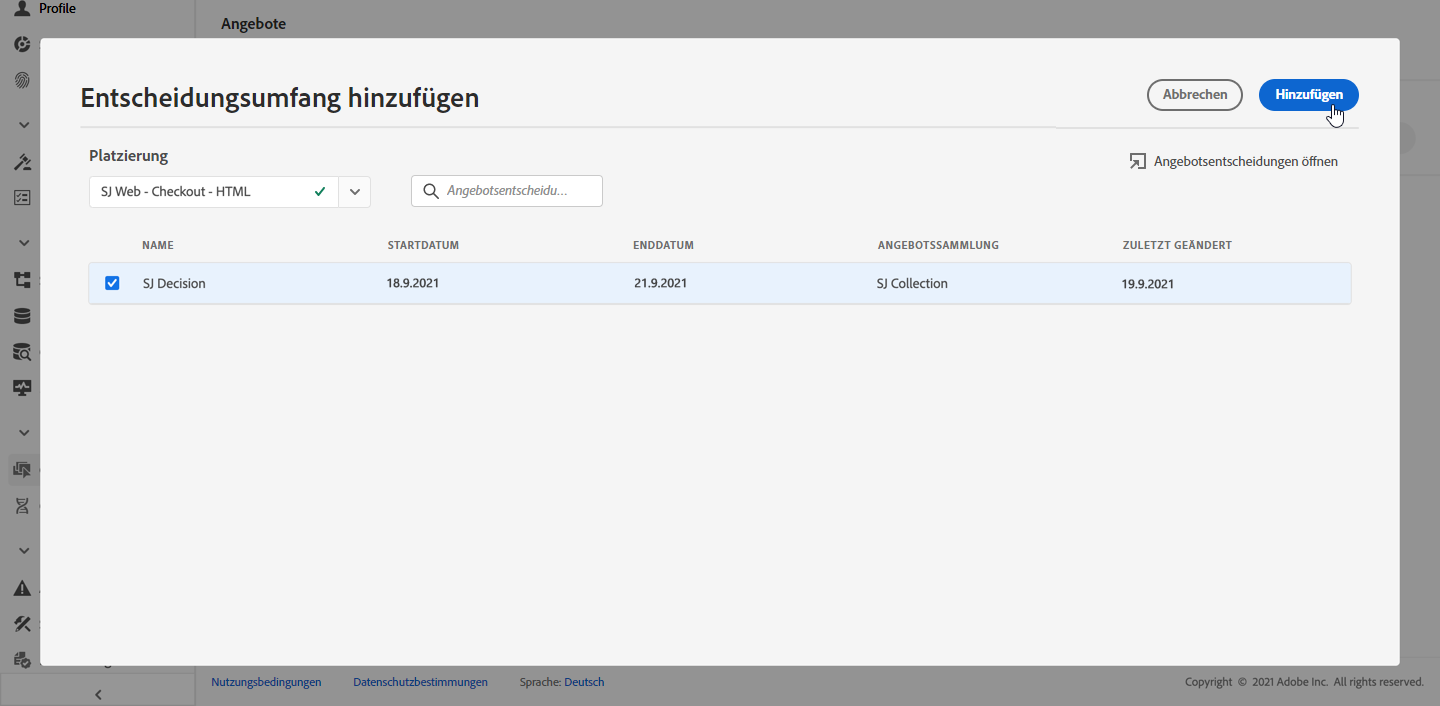 Profile
Angebote
Entscheidungsumfang hinzufügen
Abbrechen
Hinzufügen
Platzierung
Angebotsentscheidungen öffnen
SJ Web - Checkout - HTML
Angebotsentscheidu...
NAME STARTDATUM ENDDATUM ANGEBOTSSAMMLUNG ZULETZT GEÄNDERT
SJ Decision 18.9.2021 21.9.2021 SJ Collection 19.9.2021
Nutzungsbedingungen Datenschutzbestimmungen Sprache: Deutsch Copyright © 2021 Adobe Inc. All rights reserved.